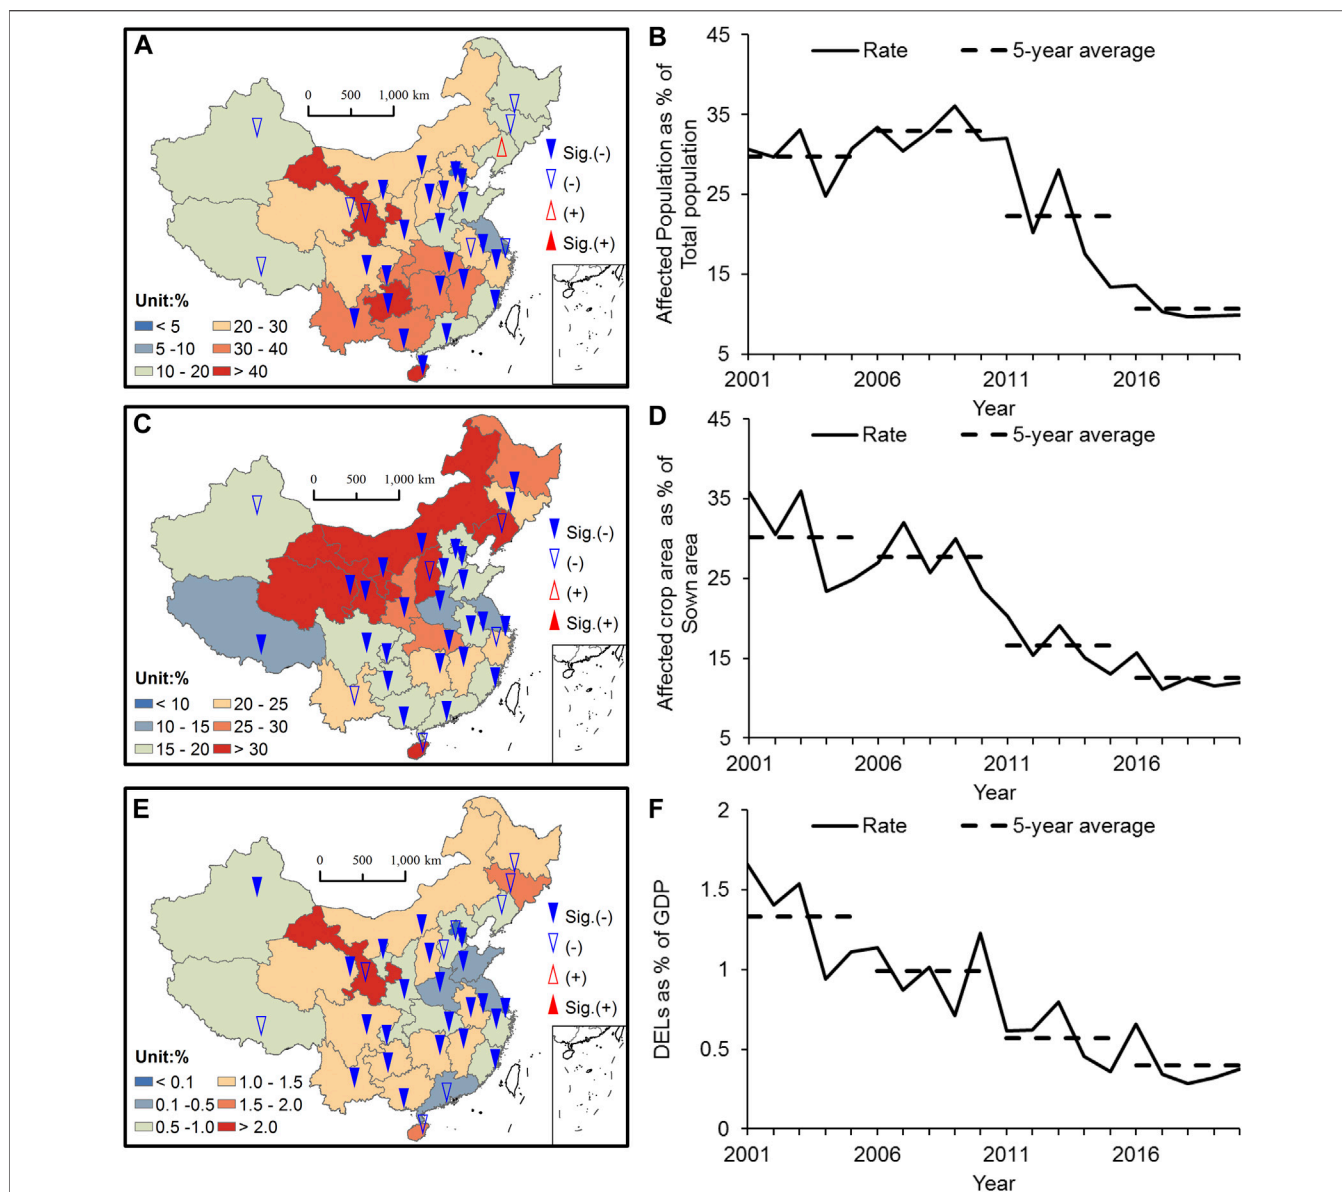 A
0 500 1,000 km
Sig.(-)
(-)
(+)
Sig.(+)
Unit:%
< 5
5 -10
10 - 20
20 - 30
30 - 40
> 40
B
Rate
5-year average
Affected Population as % of
Total population
45
35
25
15
5
2001 2006 2011 2016
Year
C
0 500 1,000 km
Sig.(-)
(-)
(+)
Sig.(+)
Unit:%
< 10
10 - 15
15 - 20
20 - 25
25 - 30
> 30
D
Rate
5-year average
Affected crop area as % of
Sown area
45
35
25
15
5
2001 2006 2011 2016
Year
E
0 500 1,000 km
Sig.(-)
(-)
(+)
Sig.(+)
Unit:%
< 0.1
0.1 -0.5
0.5 -1.0
1.0 - 1.5
1.5 - 2.0
> 2.0
F
Rate
5-year average
DELs as % of GDP
2
1.5
1
0.5
0
2001 2006 2011 2016
Year